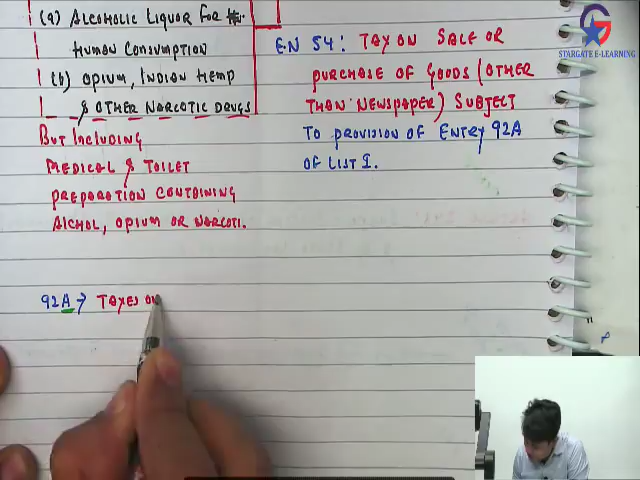 (a) Alcoholic Liquor for
Human Consumption
(b) Opium, Indian Hemp
& other Narcotic Drugs
But Including
Medical & Toilet
Preparation Containing
Alchol, Opium or Narcoti.
92A → Taxes on
EN 54: Tax on Sale or
Purchase of Goods (Other
Than Newspaper) Subject
To Provision of Entry 92A
of List I.
STARGATE E-LEARNING